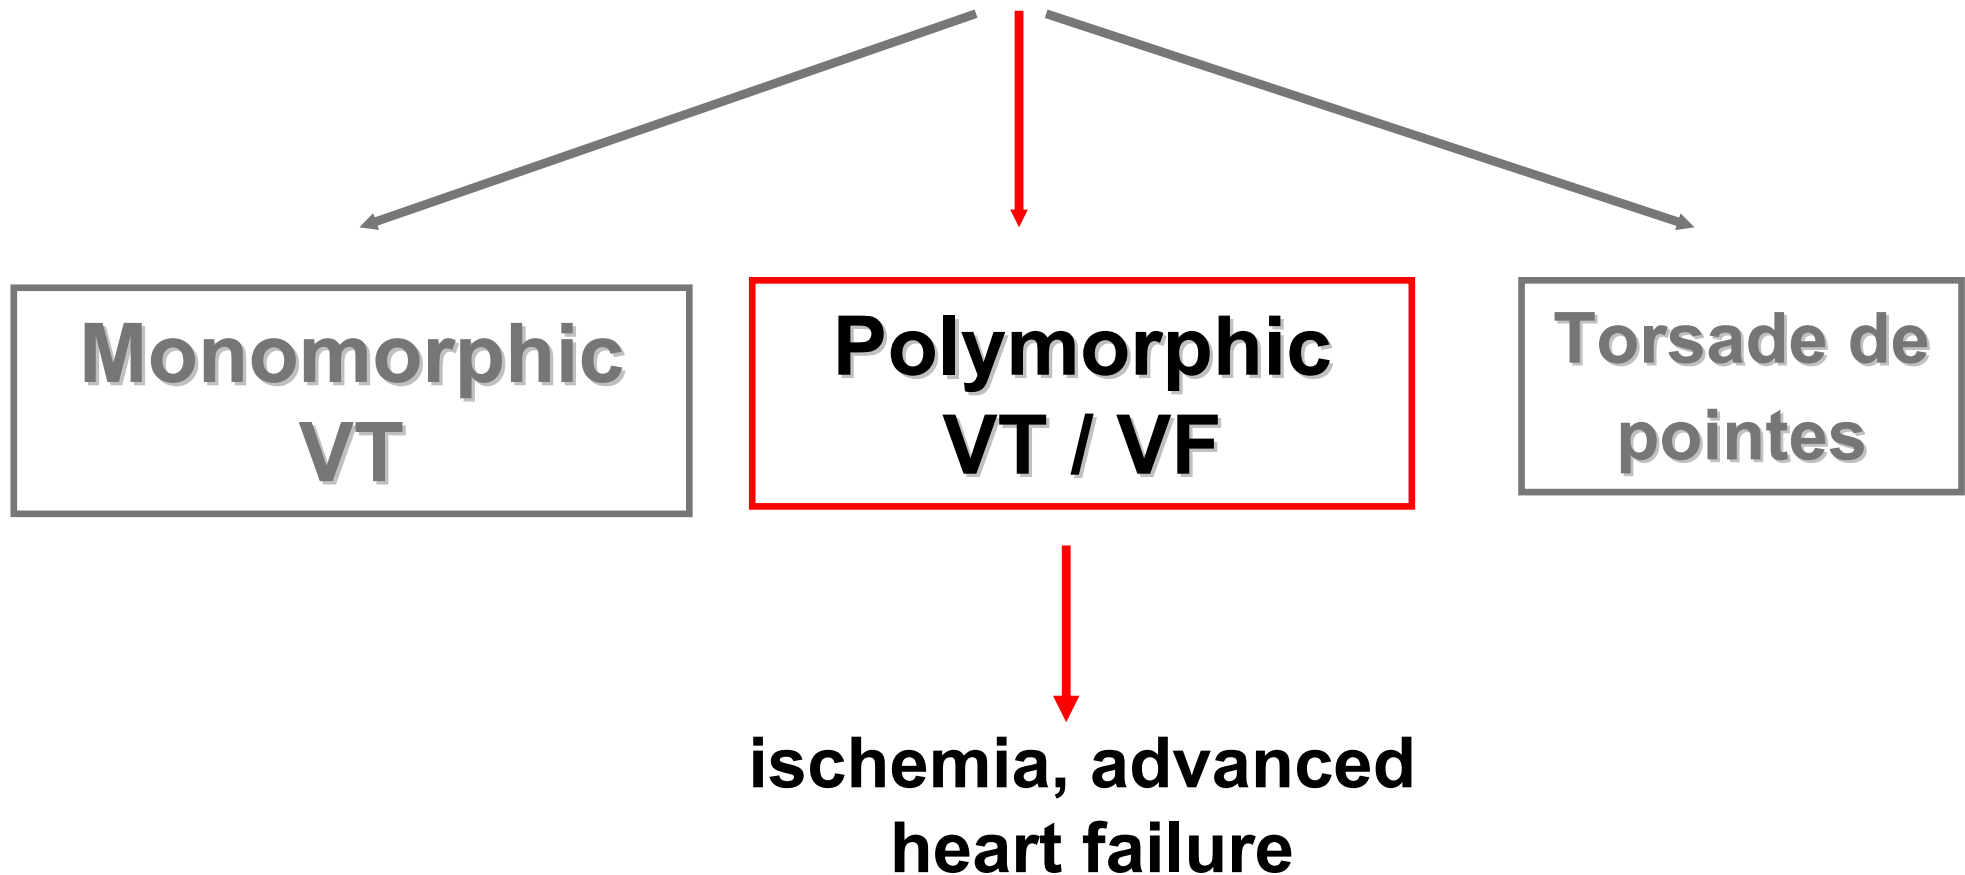 Monomorphic
VT
Polymorphic
VT / VF
Torsade de
pointes
ischemia, advanced
heart failure